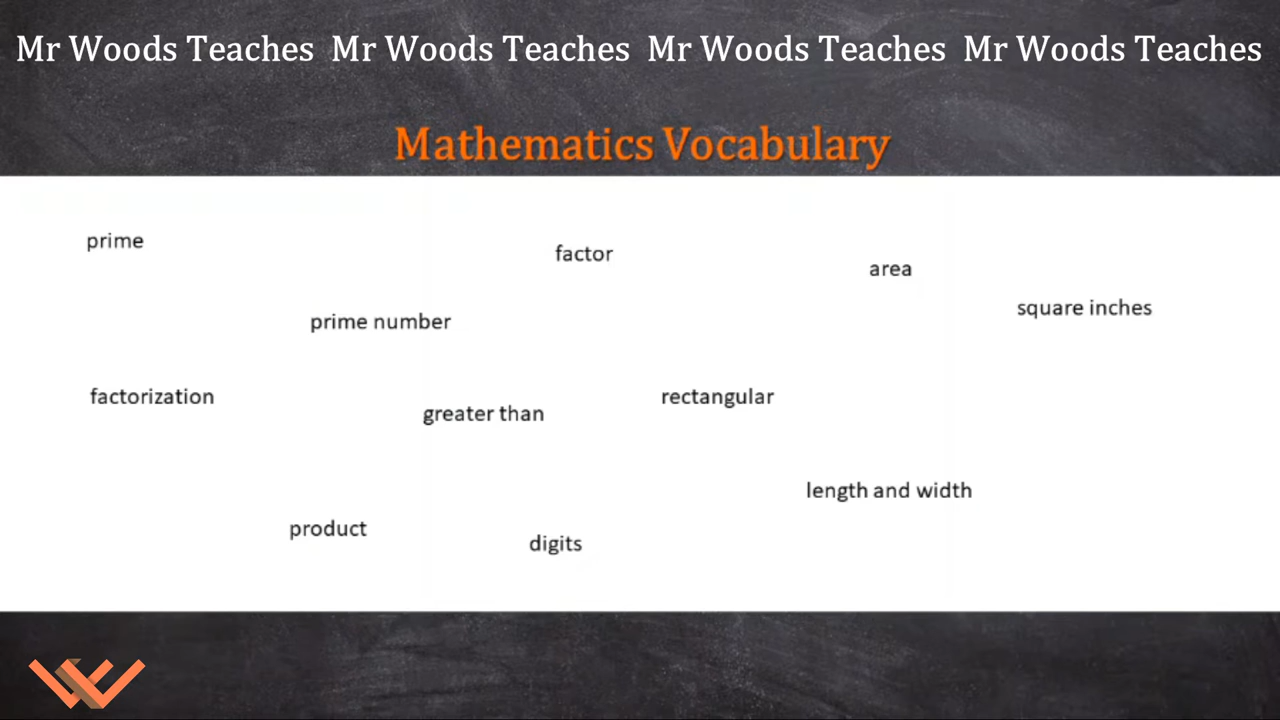 Mr Woods Teaches Mr Woods Teaches Mr Woods Teaches Mr Woods Teaches
Mathematics Vocabulary
prime
factor
area
square inches
prime number
factorization
greater than
rectangular
length and width
product
digits